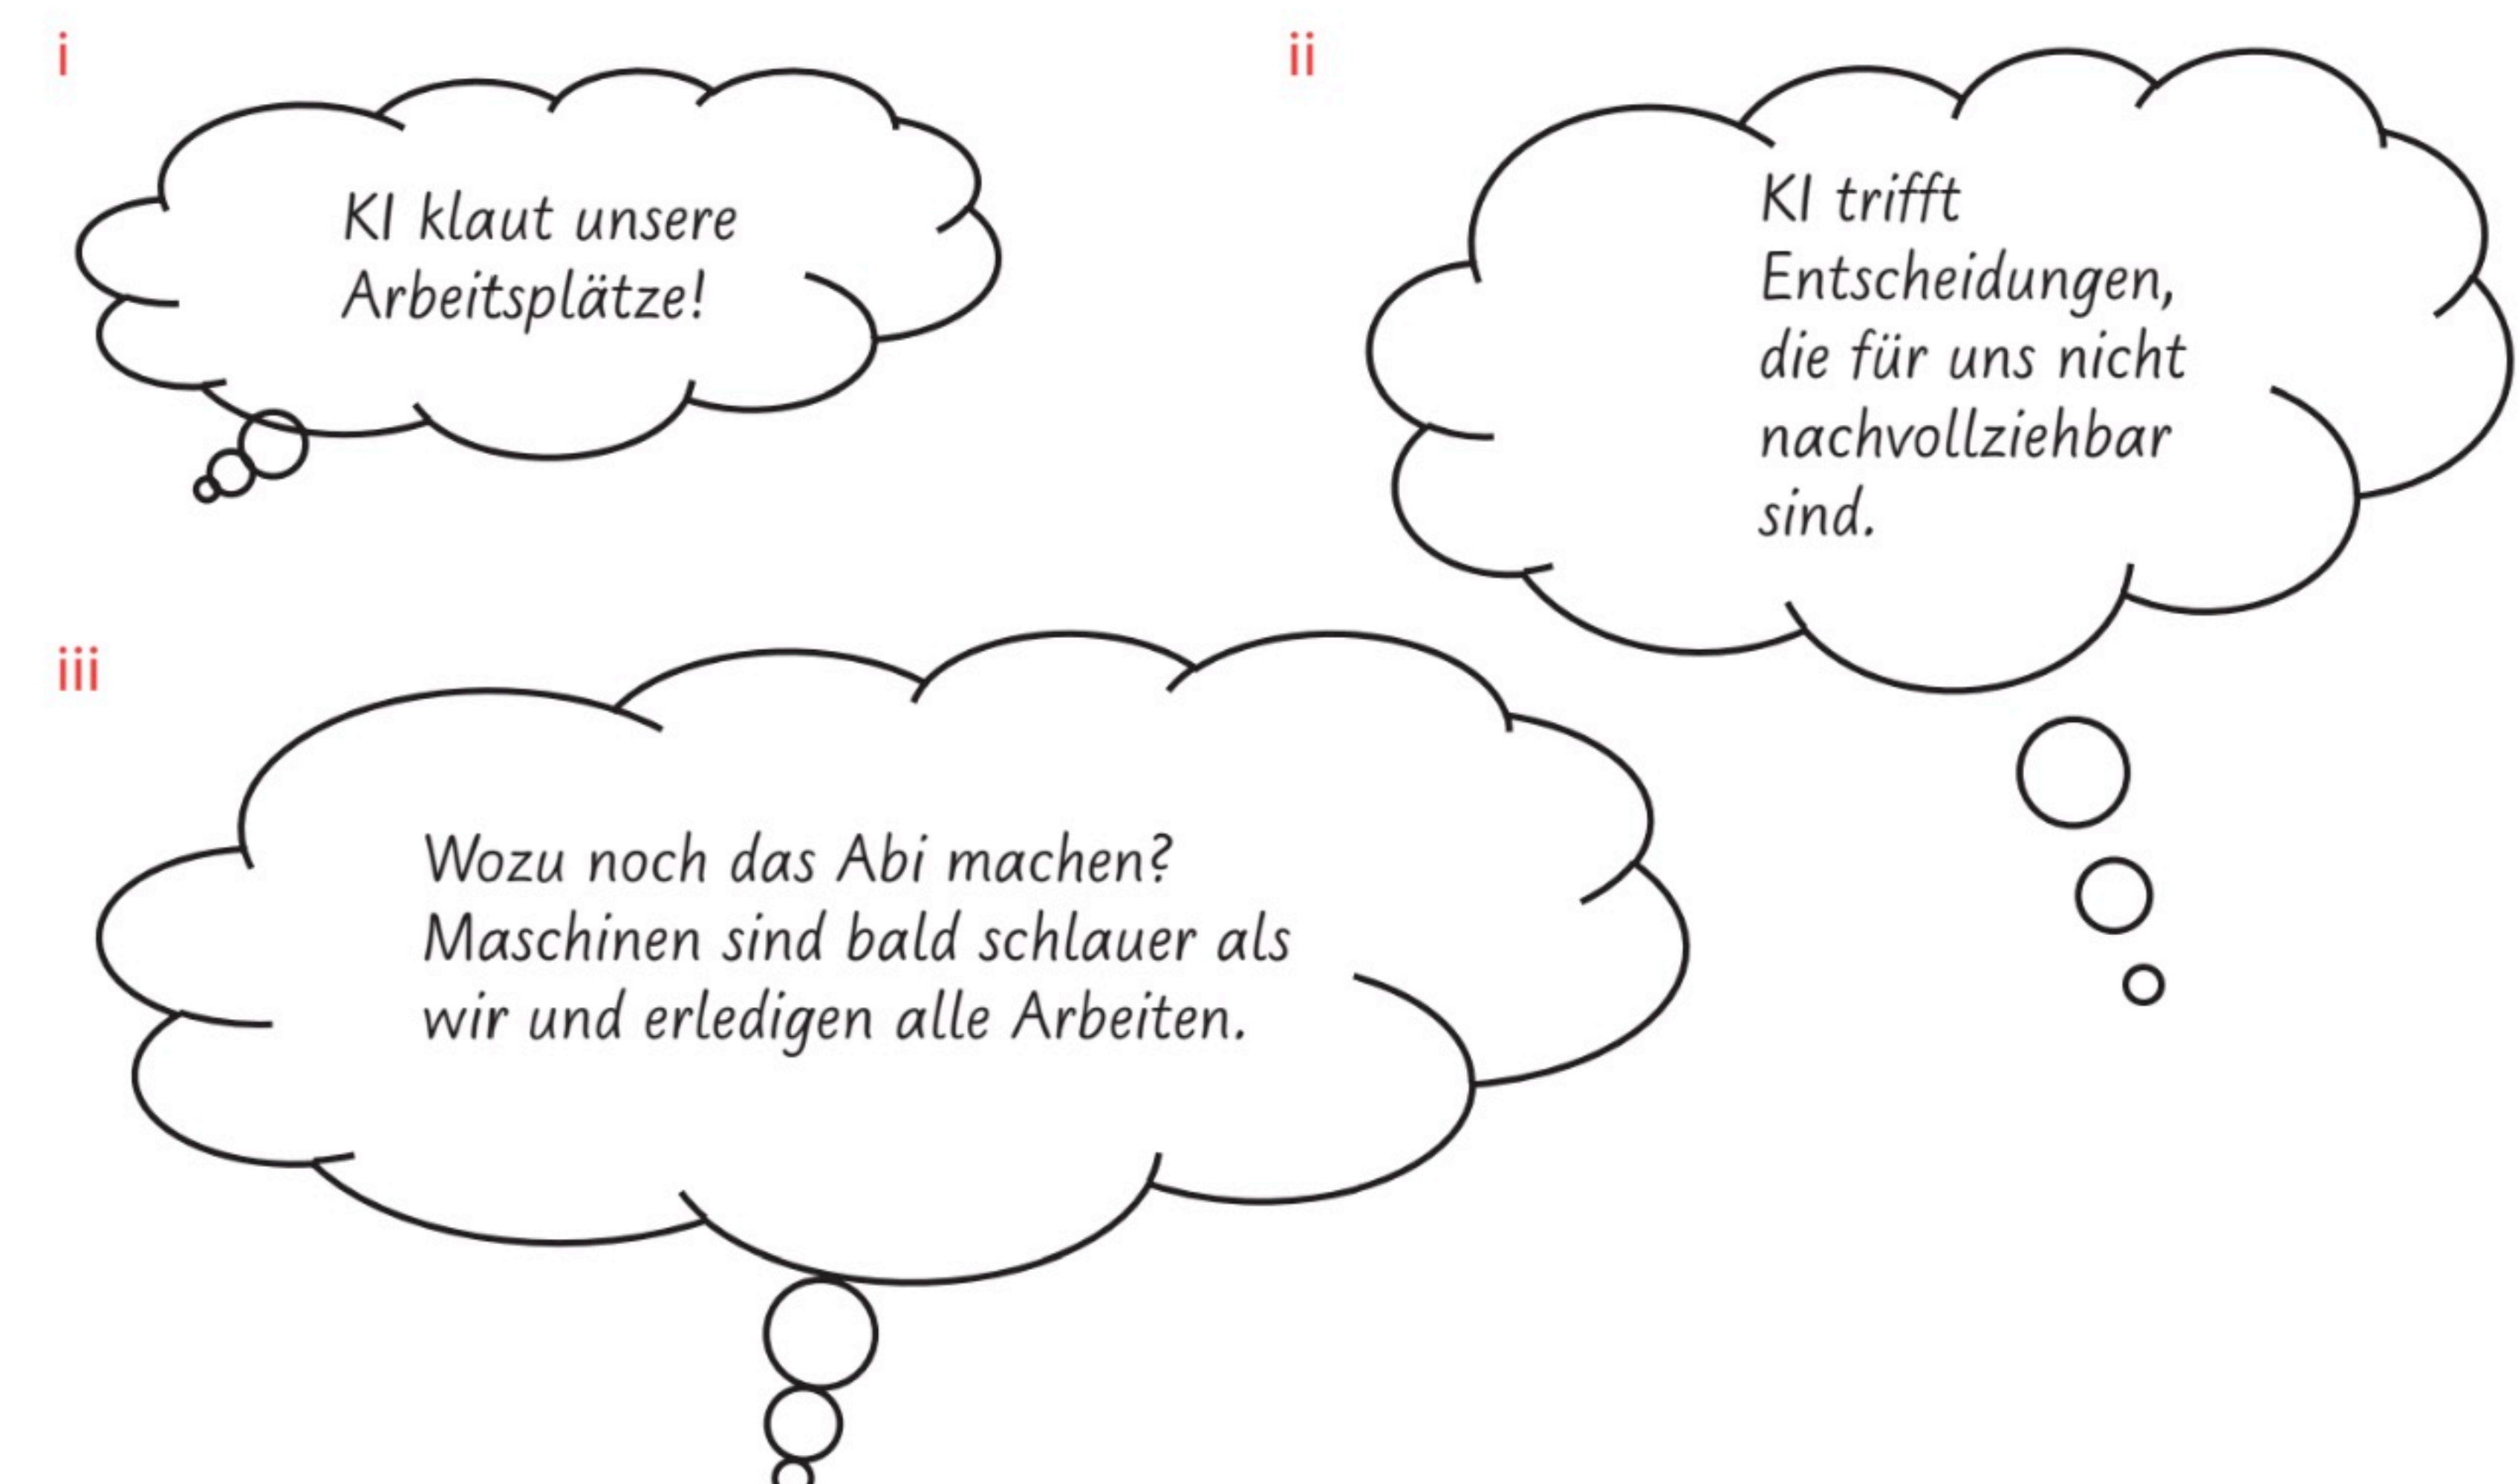 i
KI klaut unsere
Arbeitsplätze!
ii
KI trifft
Entscheidungen,
die für uns nicht
nachvollziehbar
sind.
iii
Wozu noch das Abi machen?
Maschinen sind bald schlauer als
wir und erledigen alle Arbeiten.